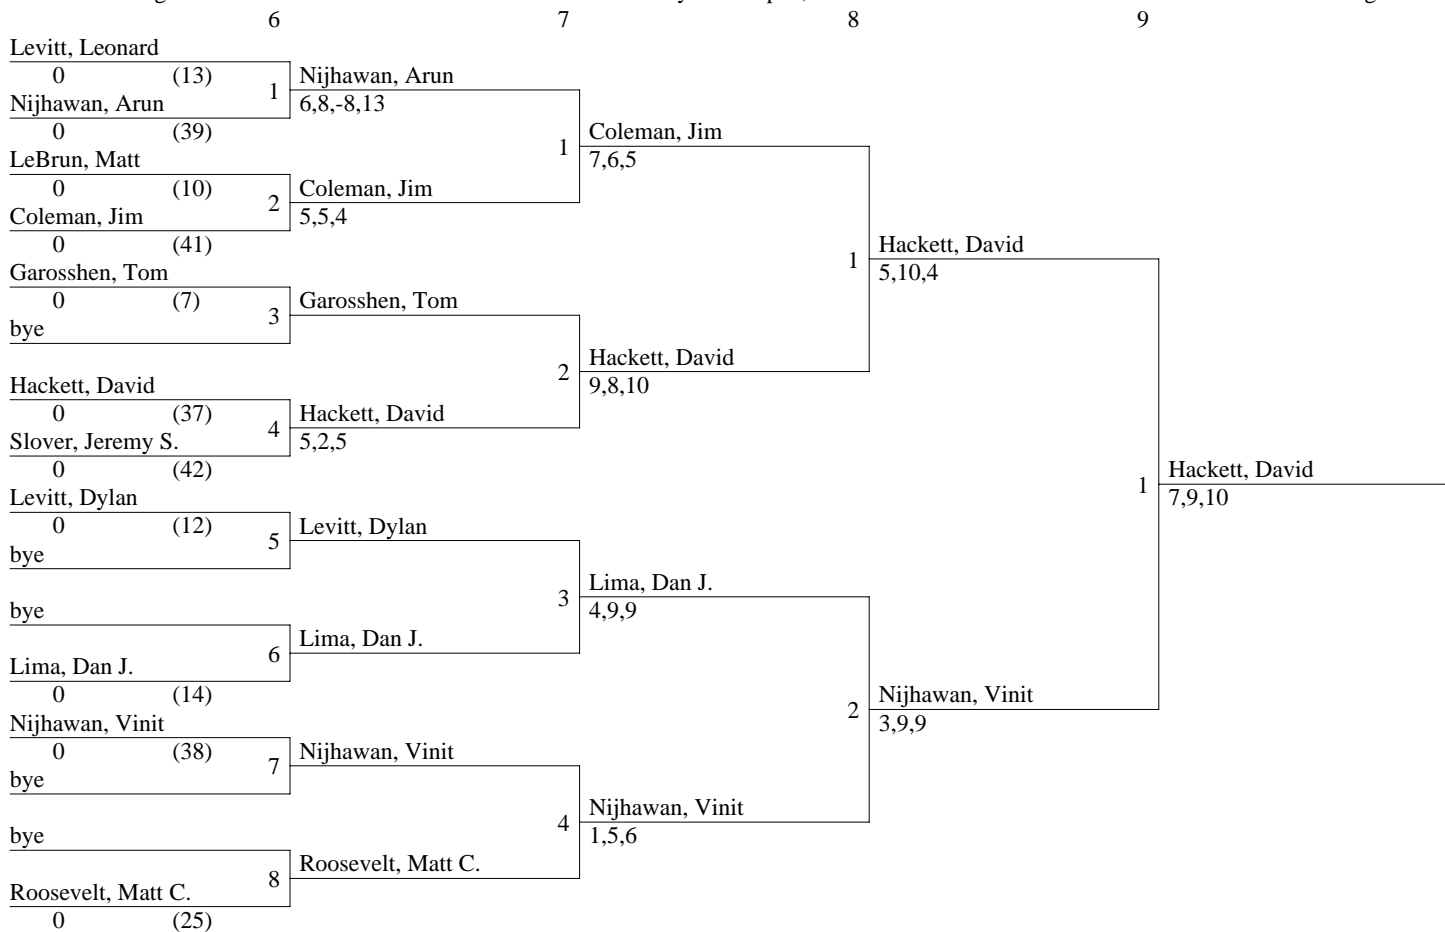 6 7 8 9
Levitt, Leonard
0 (13)
1
Nijhawan, Arun
6,8,-8,13
Nijhawan, Arun
0 (39)
1
Coleman, Jim
7,6,5
LeBrun, Matt
0 (10)
2
Coleman, Jim
5,5,4
Coleman, Jim
0 (41)
1
Hackett, David
5,10,4
Garosshen, Tom
0 (7)
3
Garosshen, Tom
bye
2
Hackett, David
9,8,10
Hackett, David
0 (37)
4
Hackett, David
5,2,5
Slover, Jeremy S.
0 (42)
1
Hackett, David
7,9,10
Levitt, Dylan
0 (12)
5
Levitt, Dylan
bye
3
Lima, Dan J.
4,9,9
bye
6
Lima, Dan J.
Lima, Dan J.
0 (14)
2
Nijhawan, Vinit
3,9,9
Nijhawan, Vinit
0 (38)
7
Nijhawan, Vinit
bye
4
Nijhawan, Vinit
1,5,6
bye
8
Roosevelt, Matt C.
Roosevelt, Matt C.
0 (25)